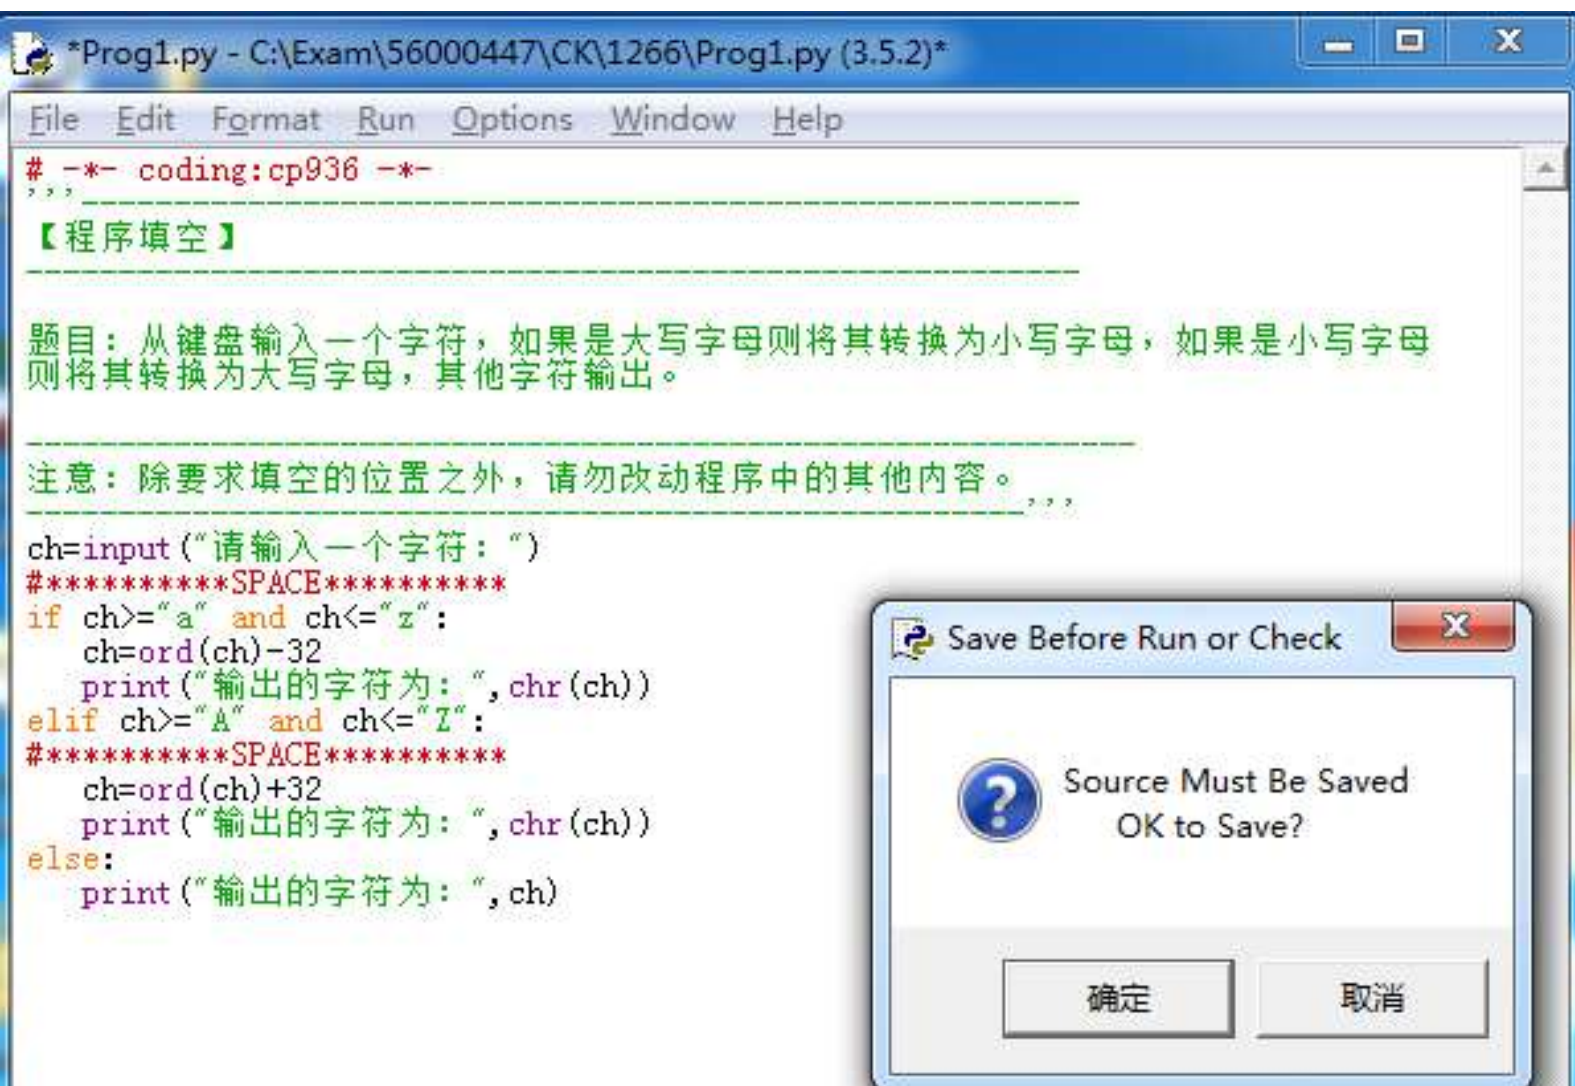 *Prog1.py - C:\Exam\56000447\CK\1266\Prog1.py (3.5.2)*
File Edit Format Run Options Window Help
# -*- coding:cp936 -*-
'''------------------------------------------------------
【程序填空】
---------------------------------------------------------
题目：从键盘输入一个字符，如果是大写字母则将其转换为小写字母，如果是小写字母
则将其转换为大写字母，其他字符输出。
------------------------------------------------------------
注意：除要求填空的位置之外，请勿改动程序中的其他内容。
------------------------------------------------------'''
ch=input("请输入一个字符：")
#**********SPACE**********
if ch>="a" and ch<="z":
   ch=ord(ch)-32
   print("输出的字符为：",chr(ch))
elif ch>="A" and ch<="Z":
#**********SPACE**********
   ch=ord(ch)+32
   print("输出的字符为：",chr(ch))
else:
   print("输出的字符为：",ch)
Save Before Run or Check
Source Must Be Saved
OK to Save?
确定 取消